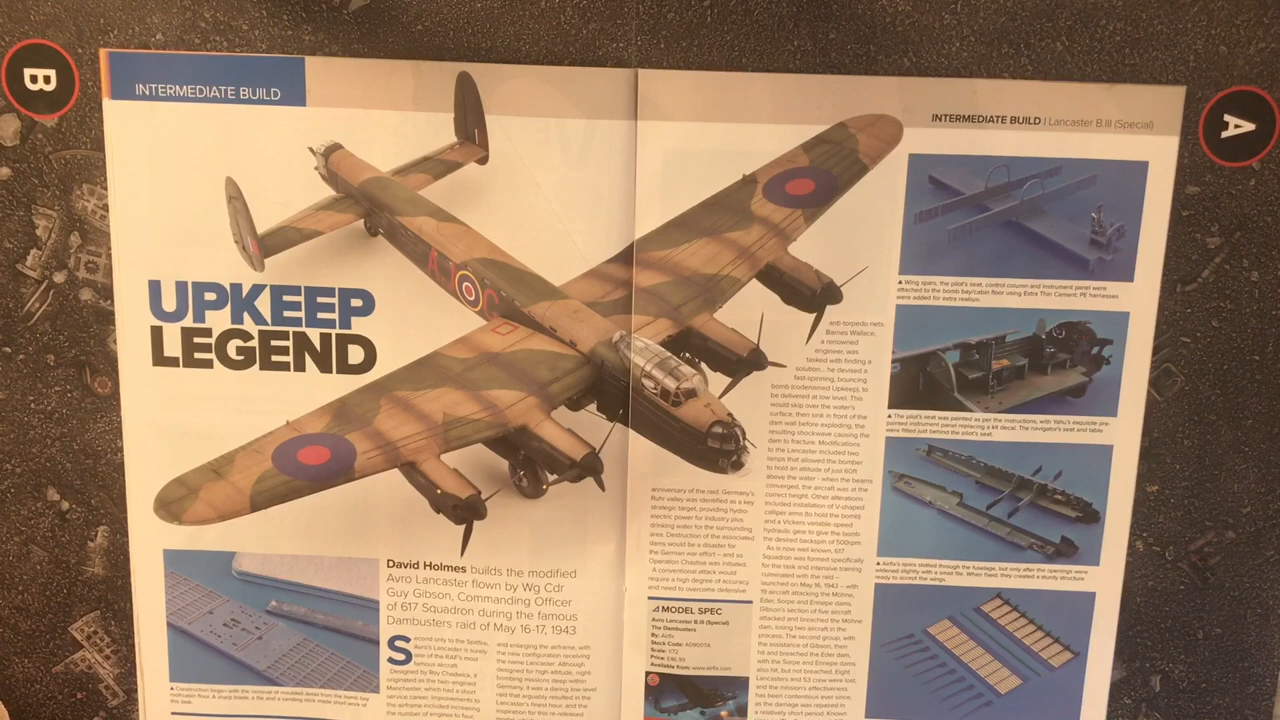 B
INTERMEDIATE BUILD
UPKEEP
LEGEND
AJ G
David Holmes builds the modified
Avro Lancaster flown by Wg Cdr
Guy Gibson, Commanding Officer
of 617 Squadron during the famous
Dambusters raid of May 16-17, 1943
▲ Construction began with the removal of moulded detail from the bomb bay
roof/cabin floor. A sharp blade, a file and a sanding stick made short work of
this task.
Second only to the Spitfire,
Avro's Lancaster is surely
one of the RAF's most
famous aircraft.
Designed by Roy Chadwick, it
originated as the twin-engined
Manchester, which had a short
service career. Improvements to
the airframe included increasing
the number of engines to four,
and enlarging the airframe, with
the new configuration receiving
the name Lancaster. Although
designed for high-altitude, night-
bombing missions deep within
Germany, it was a daring low level
raid that arguably resulted in the
Lancaster's finest hour, and the
inspiration for this re-released
INTERMEDIATE BUILD | Lancaster B.III (Special)
A
anniversary of the raid. Germany's
Ruhr valley was identified as a key
strategic target, providing hydro-
electric power for industry plus
drinking water for the surrounding
area. Destruction of the associated
dams would be a disaster for
the German war effort – and so
Operation Chastise was initiated.
A conventional attack would
require a high degree of accuracy
and need to overcome defensive
MODEL SPEC
Avro Lancaster B.III (Special)
The Dambusters
By: Airfix
Stock Code: A09007A
Scale: 1/72
Price: £46.99
Available from: www.airfix.com
anti-torpedo nets.
Barnes Wallace,
a renowned
engineer, was
tasked with finding a
solution... he devised a
fast-spinning, bouncing
bomb (codenamed Upkeep), to
be delivered at low level. This
would skip over the water's
surface, then sink in front of the
dam wall before exploding, the
resulting shockwave causing the
dam to fracture. Modifications
to the Lancaster included two
lamps that allowed the bomber
to hold an altitude of just 60ft
above the water - when the beams
converged, the aircraft was at the
correct height. Other alterations
included installation of V-shaped
calliper arms (to hold the bomb)
and a Vickers variable-speed
hydraulic gear to give the bomb
the desired backspin of 500rpm.
As is now well known, 617
Squadron was formed specifically
for the task and intensive training
culminated with the raid –
launched on May 16, 1943 – with
19 aircraft attacking the Möhne,
Eder, Sorpe and Ennepe dams.
Gibson's section of five aircraft
attacked and breached the Möhne
dam, losing two aircraft in the
process. The second group, with
the assistance of Gibson, then
hit and breached the Eder dam,
with the Sorpe and Ennepe dams
also hit, but not breached. Eight
Lancasters and 53 crew were lost,
and the mission's effectiveness
has been contentious ever since,
as the damage was repaired in
a relatively short period. Known
▲ Wing spars, the pilot's seat, control column and instrument panel were
attached to the bomb bay/cabin floor using Extra Thin Cement; PE harnesses
were added for extra realism.
▲ The pilot's seat was painted as per the instructions, with Yahu's exquisite pre-
painted instrument panel replacing a kit decal. The navigator's seat and table
were fitted just behind the pilot's seat.
▲ Airfix's spars slotted through the fuselage, but only after the openings were
widened slightly with a small file. When fixed, they created a sturdy structure
ready to accept the wings.